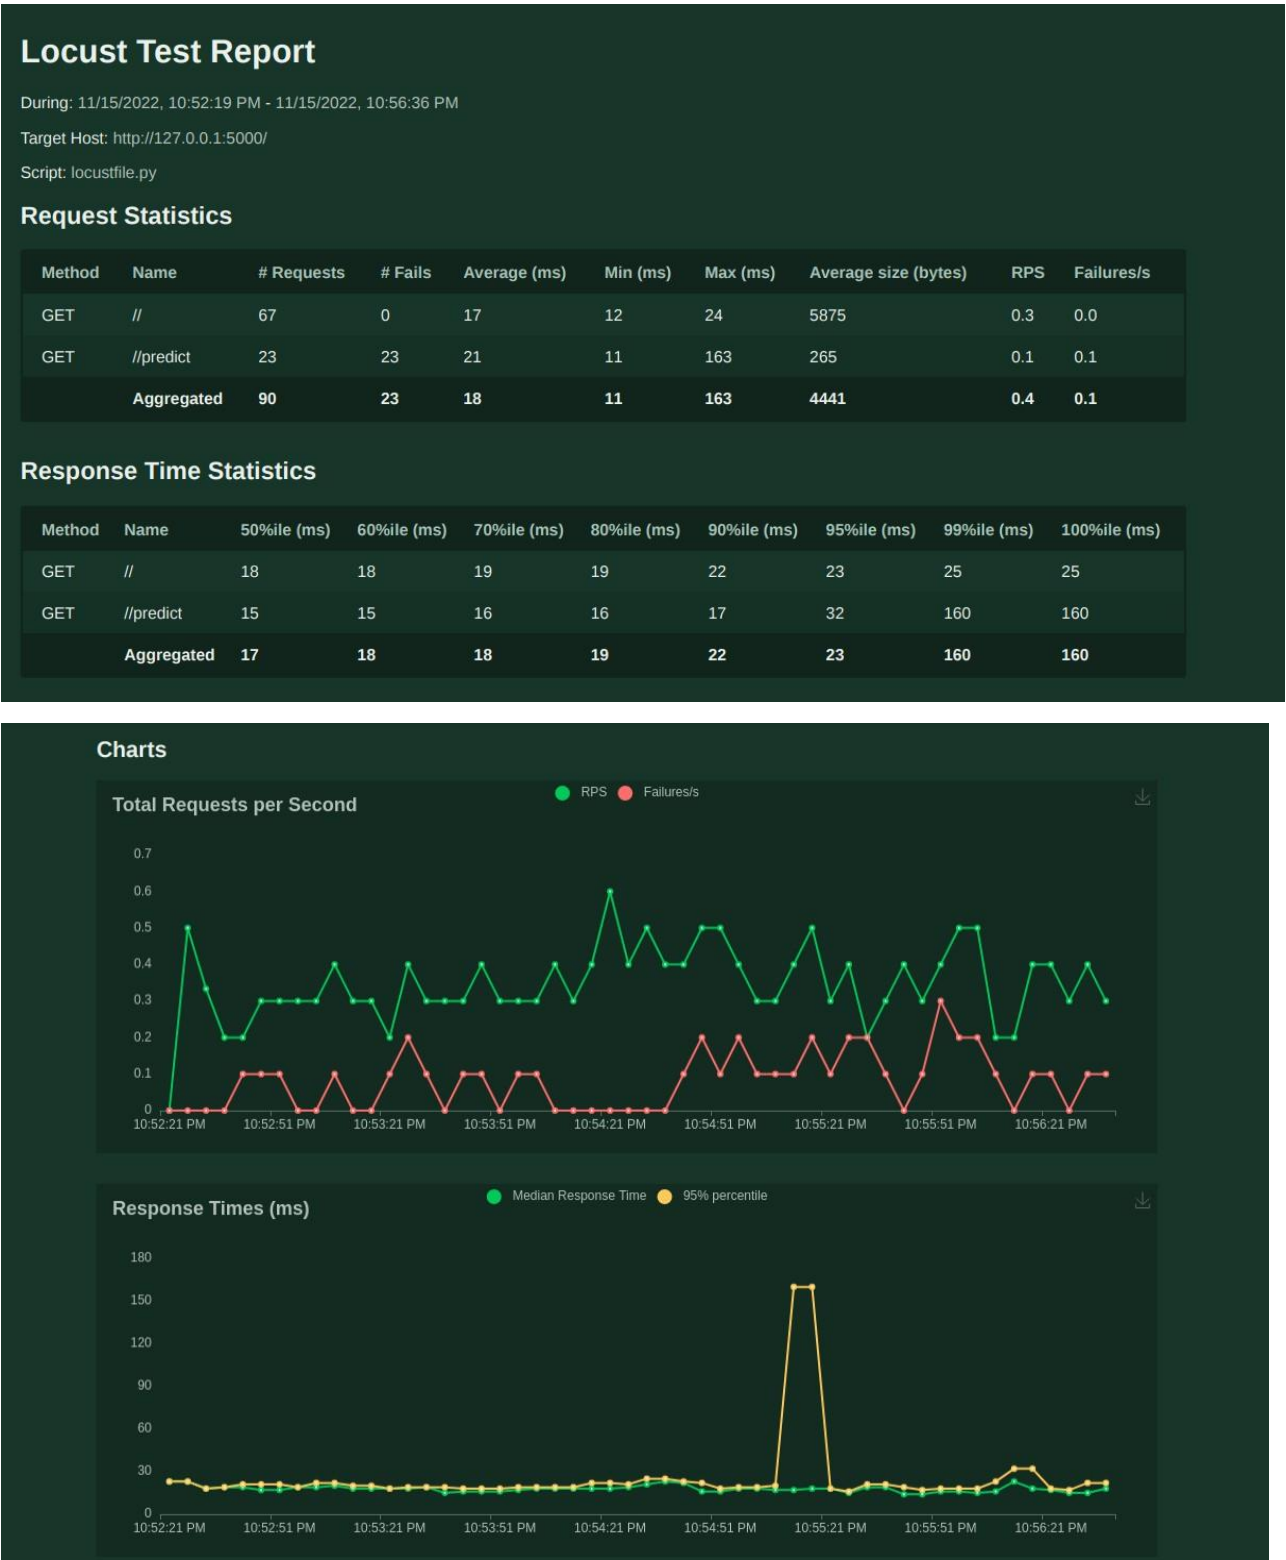 Locust Test Report
During: 11/15/2022, 10:52:19 PM - 11/15/2022, 10:56:36 PM
Target Host: http://127.0.0.1:5000/
Script: locustfile.py
Request Statistics
Method Name # Requests # Fails Average (ms) Min (ms) Max (ms) Average size (bytes) RPS Failures/s
GET // 67 0 17 12 24 5875 0.3 0.0
GET //predict 23 23 21 11 163 265 0.1 0.1
Aggregated 90 23 18 11 163 4441 0.4 0.1
Response Time Statistics
Method Name 50%ile (ms) 60%ile (ms) 70%ile (ms) 80%ile (ms) 90%ile (ms) 95%ile (ms) 99%ile (ms) 100%ile (ms)
GET // 18 18 19 19 22 23 25 25
GET //predict 15 15 16 16 17 32 160 160
Aggregated 17 18 18 19 22 23 160 160
Charts
Total Requests per Second
RPS Failures/s
0.7
0.6
0.5
0.4
0.3
0.2
0.1
0
10:52:21 PM 10:52:51 PM 10:53:21 PM 10:53:51 PM 10:54:21 PM 10:54:51 PM 10:55:21 PM 10:55:51 PM 10:56:21 PM
Response Times (ms)
Median Response Time 95% percentile
180
150
120
90
60
30
0
10:52:21 PM 10:52:51 PM 10:53:21 PM 10:53:51 PM 10:54:21 PM 10:54:51 PM 10:55:21 PM 10:55:51 PM 10:56:21 PM